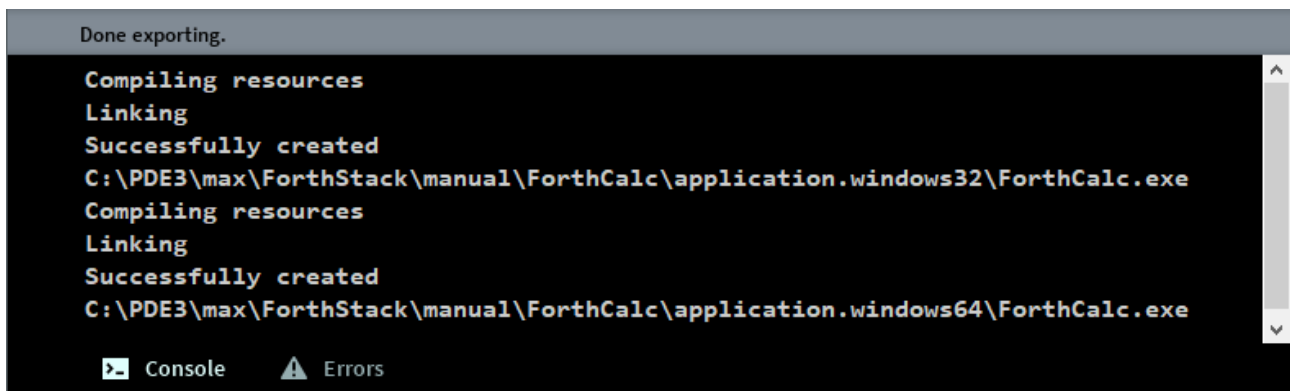 Done exporting.
Compiling resources
Linking
Successfully created
C:\PDE3\max\ForthStack\manual\ForthCalc\application.windows32\ForthCalc.exe
Compiling resources
Linking
Successfully created
C:\PDE3\max\ForthStack\manual\ForthCalc\application.windows64\ForthCalc.exe
>_ Console Errors